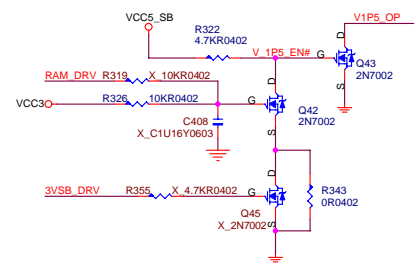 V1P5_OP
VCC5_SB
R322
4.7KR0402
V_1P5_EN#
D
G
S
Q43
2N7002
RAM_DRV
R319
X_10KR0402
VCC3
R326
10KR0402
D
G
S
Q42
2N7002
C408
X_C1U16Y0603
3VSB_DRV
R355
X_4.7KR0402
D
G
S
Q45
X_2N7002
R343
0R0402